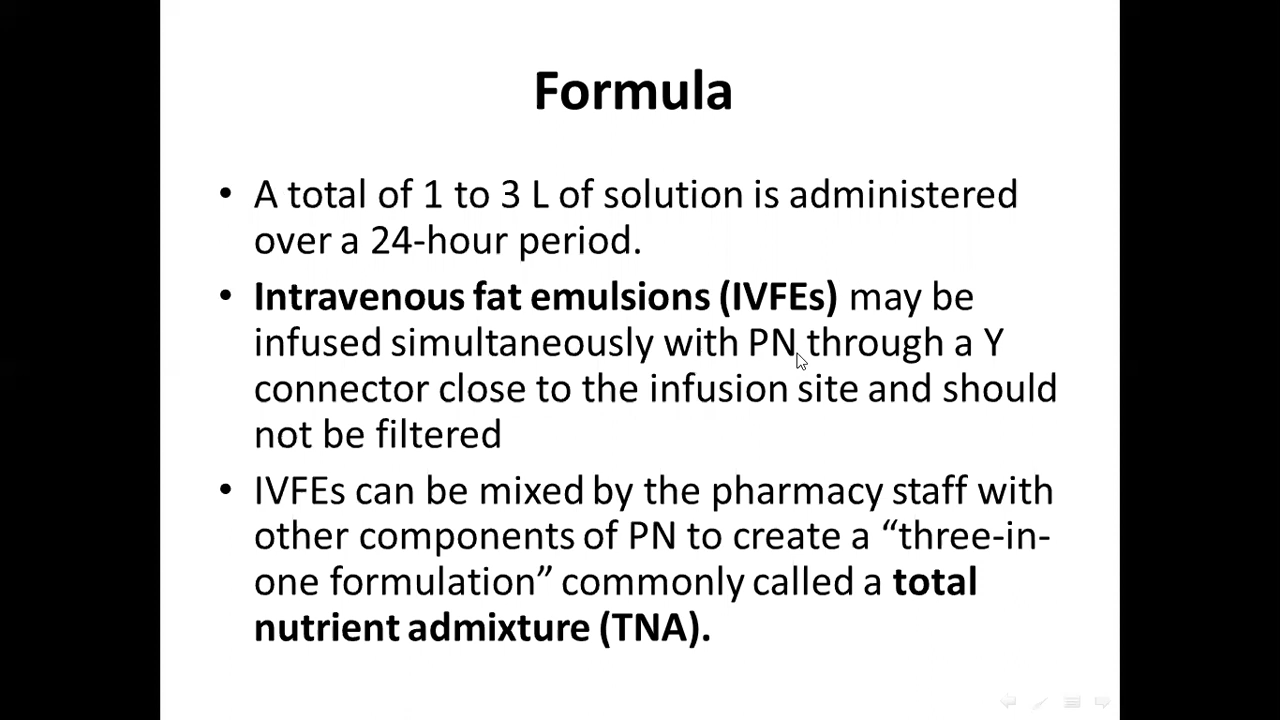 Formula
• A total of 1 to 3 L of solution is administered
over a 24-hour period.
• Intravenous fat emulsions (IVFEs) may be
infused simultaneously with PN through a Y
connector close to the infusion site and should
not be filtered
• IVFEs can be mixed by the pharmacy staff with
other components of PN to create a “three-in-
one formulation” commonly called a total
nutrient admixture (TNA).